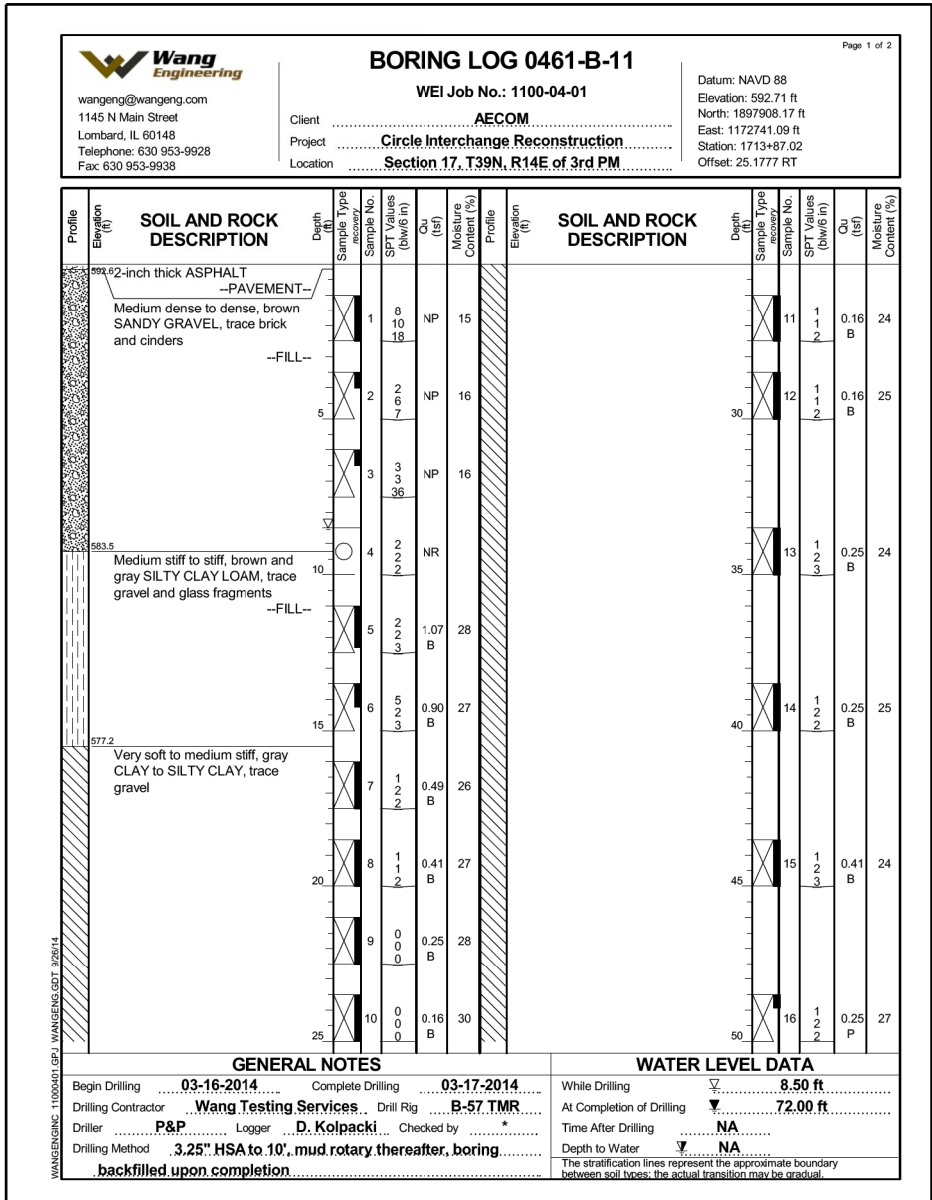 Page 1 of 2
Wang
Engineering
wangeng@wangeng.com
1145 N Main Street
Lombard, IL 60148
Telephone: 630 953-9928
Fax: 630 953-9938
BORING LOG 0461-B-11
WEI Job No.: 1100-04-01
Client AECOM
Project Circle Interchange Reconstruction
Location Section 17, T39N, R14E of 3rd PM
Datum: NAVD 88
Elevation: 592.71 ft
North: 1897908.17 ft
East: 1172741.09 ft
Station: 1713+87.02
Offset: 25.1777 RT
Profile
Elevation (ft)
SOIL AND ROCK
DESCRIPTION
Depth (ft)
Sample Type
recovery
Sample No.
SPT Values
(blw/6 in)
Qu
(tsf)
Moisture
Content (%)
Profile
Elevation (ft)
SOIL AND ROCK
DESCRIPTION
Depth (ft)
Sample Type
recovery
Sample No.
SPT Values
(blw/6 in)
Qu
(tsf)
Moisture
Content (%)
592.6 2-inch thick ASPHALT
--PAVEMENT--
Medium dense to dense, brown
SANDY GRAVEL, trace brick
and cinders
--FILL--
1 8 10 18 NP 15
5
2 2 6 7 NP 16
3 3 3 36 NP 16
583.5
Medium stiff to stiff, brown and
gray SILTY CLAY LOAM, trace
gravel and glass fragments
--FILL--
10
4 2 2 2 NR
5 2 2 3 1.07 B 28
15
6 5 2 3 0.90 B 27
577.2
Very soft to medium stiff, gray
CLAY to SILTY CLAY, trace
gravel
7 1 2 2 0.49 B 26
20
8 1 1 2 0.41 B 27
9 0 0 0 0.25 B 28
25
10 0 0 0 0.16 B 30
11 1 1 2 0.16 B 24
30
12 1 1 2 0.16 B 25
35
13 1 2 3 0.25 B 24
40
14 1 2 2 0.25 B 25
45
15 1 2 3 0.41 B 24
50
16 1 2 2 0.25 P 27
WANGENGINC 11000401.GPJ WANGENG.GDT 9/26/14
GENERAL NOTES
Begin Drilling 03-16-2014 Complete Drilling 03-17-2014
Drilling Contractor Wang Testing Services Drill Rig B-57 TMR
Driller P&P Logger D. Kolpacki Checked by *
Drilling Method 3.25" HSA to 10', mud rotary thereafter, boring
backfilled upon completion
WATER LEVEL DATA
While Drilling 8.50 ft
At Completion of Drilling 72.00 ft
Time After Drilling NA
Depth to Water NA
The stratification lines represent the approximate boundary
between soil types; the actual transition may be gradual.